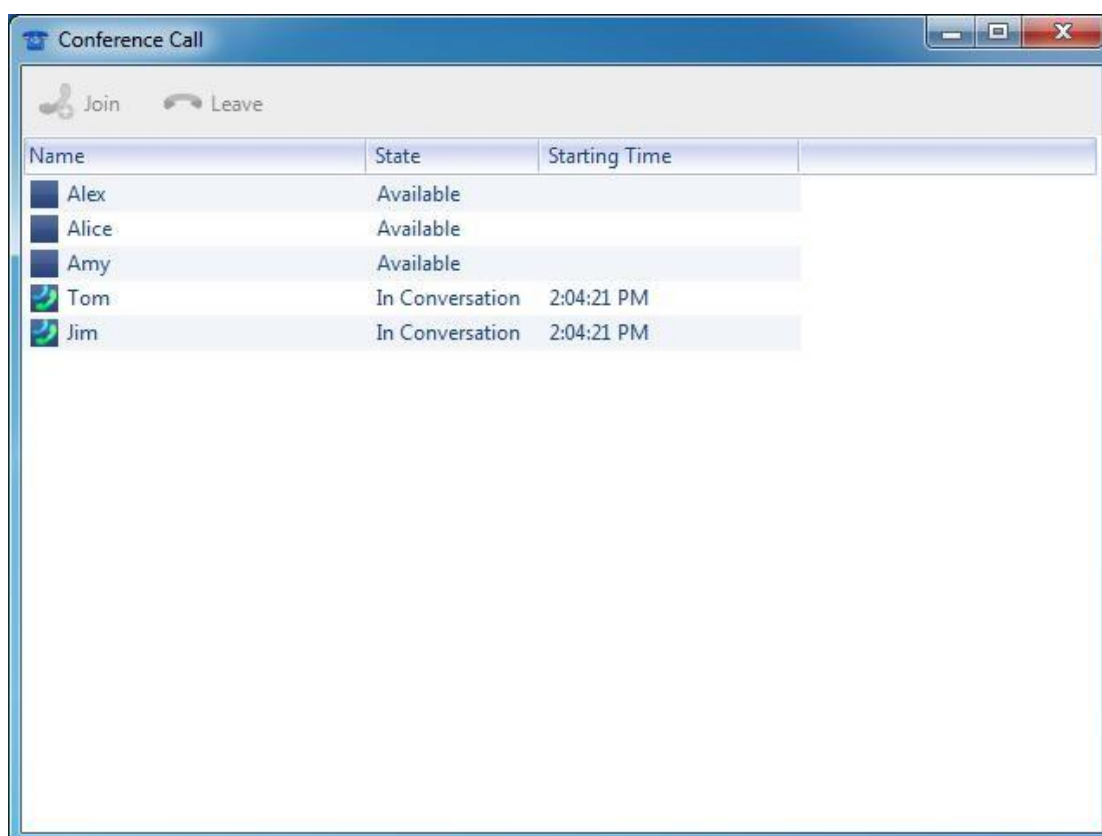 Conference Call
Join Leave
Name State Starting Time
Alex Available
Alice Available
Amy Available
Tom In Conversation 2:04:21 PM
Jim In Conversation 2:04:21 PM